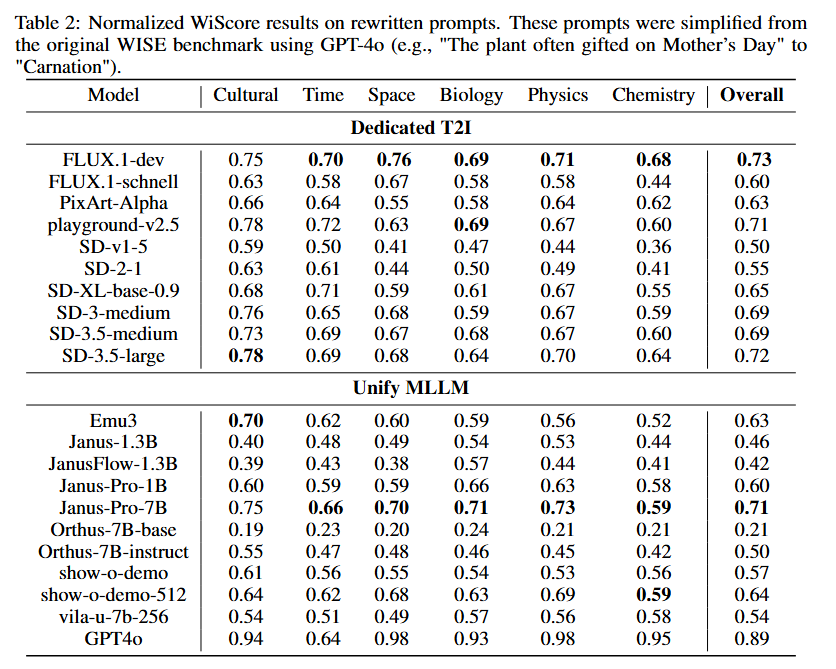 Table 2: Normalized WiScore results on rewritten prompts. These prompts were simplified from
the original WISE benchmark using GPT-4o (e.g., "The plant often gifted on Mother's Day" to
"Carnation").
Model Cultural Time Space Biology Physics Chemistry Overall
Dedicated T2I
FLUX.1-dev 0.75 0.70 0.76 0.69 0.71 0.68 0.73
FLUX.1-schnell 0.63 0.58 0.67 0.58 0.58 0.44 0.60
PixArt-Alpha 0.66 0.64 0.55 0.58 0.64 0.62 0.63
playground-v2.5 0.78 0.72 0.63 0.69 0.67 0.60 0.71
SD-v1-5 0.59 0.50 0.41 0.47 0.44 0.36 0.50
SD-2-1 0.63 0.61 0.44 0.50 0.49 0.41 0.55
SD-XL-base-0.9 0.68 0.71 0.59 0.61 0.67 0.55 0.65
SD-3-medium 0.76 0.65 0.68 0.59 0.67 0.59 0.69
SD-3.5-medium 0.73 0.69 0.67 0.68 0.67 0.60 0.69
SD-3.5-large 0.78 0.69 0.68 0.64 0.70 0.64 0.72
Unify MLLM
Emu3 0.70 0.62 0.60 0.59 0.56 0.52 0.63
Janus-1.3B 0.40 0.48 0.49 0.54 0.53 0.44 0.46
JanusFlow-1.3B 0.39 0.43 0.38 0.57 0.44 0.41 0.42
Janus-Pro-1B 0.60 0.59 0.59 0.66 0.63 0.58 0.60
Janus-Pro-7B 0.75 0.66 0.70 0.71 0.73 0.59 0.71
Orthus-7B-base 0.19 0.23 0.20 0.24 0.21 0.21 0.21
Orthus-7B-instruct 0.55 0.47 0.48 0.46 0.45 0.42 0.50
show-o-demo 0.61 0.56 0.55 0.54 0.53 0.56 0.57
show-o-demo-512 0.64 0.62 0.68 0.63 0.69 0.59 0.64
vila-u-7b-256 0.54 0.51 0.49 0.57 0.56 0.58 0.54
GPT4o 0.94 0.64 0.98 0.93 0.98 0.95 0.89